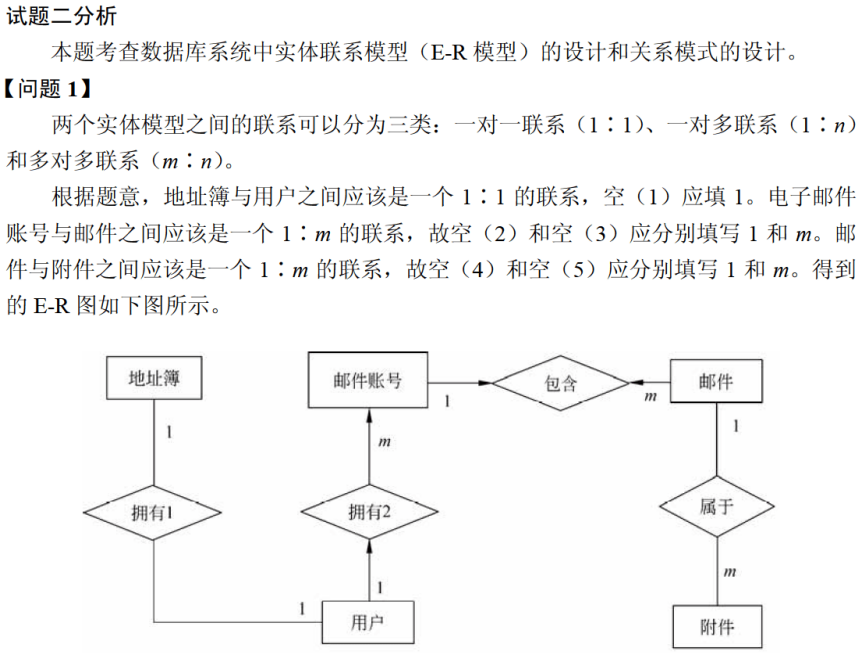 试题二分析
本题考查数据库系统中实体联系模型（E-R 模型）的设计和关系模式的设计。
【问题 1】
两个实体模型之间的联系可以分为三类：一对一联系（1∶1）、一对多联系（1∶n）
和多对多联系（m∶n）。
根据题意，地址簿与用户之间应该是一个 1∶1 的联系，空（1）应填 1。电子邮件
账号与邮件之间应该是一个 1∶m 的联系，故空（2）和空（3）应分别填写 1 和 m。邮
件与附件之间应该是一个 1∶m 的联系，故空（4）和空（5）应分别填写 1 和 m。得到
的 E-R 图如下图所示。
地址簿
邮件账号
包含
邮件
1
m
1
1
m
拥有1
拥有2
属于
1
1
m
用户
附件